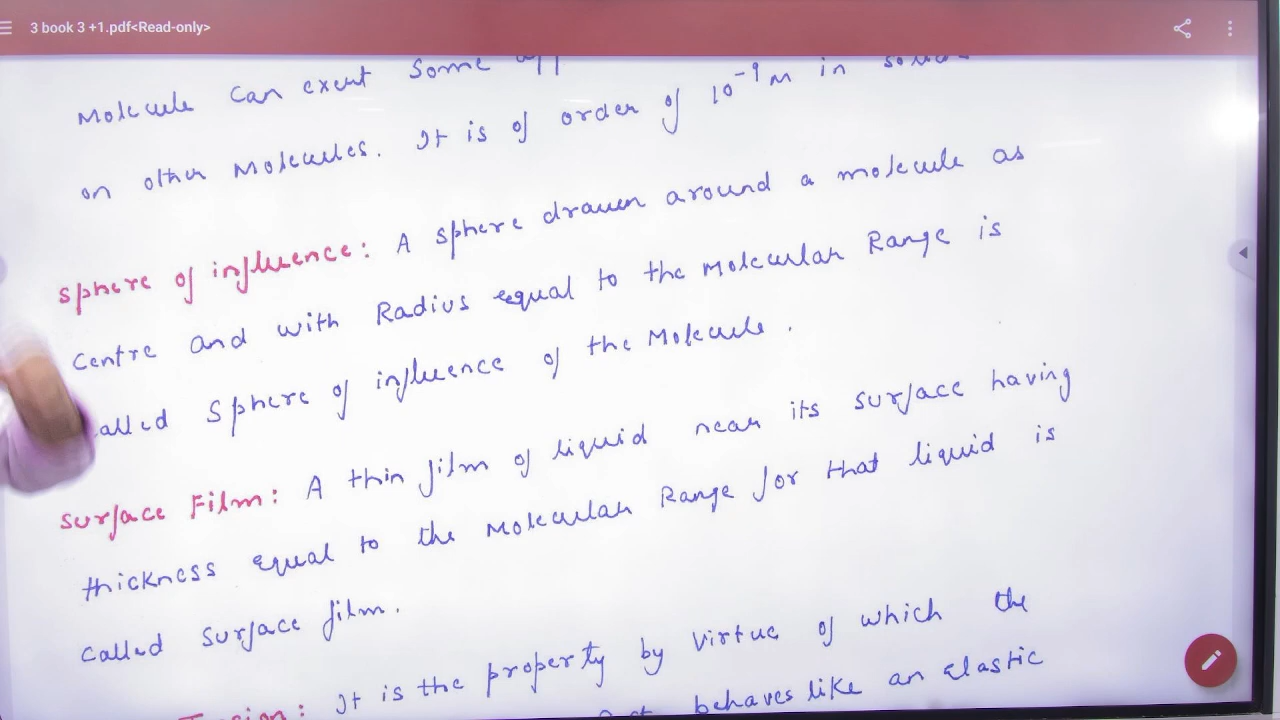 3 book 3 +1.pdf<Read-only>
Molecule can exert some
on other molecules. It is of order of 10⁻⁹m in
Sphere of influence: A sphere drawn around a molecule as
centre and with Radius equal to the Molecular Range is
called Sphere of influence of the Molecule.
Surface Film: A thin film of liquid near its surface having
thickness equal to the Molecular Range for that liquid is
called surface film.
It is the property by virtue of which the
behaves like an elastic